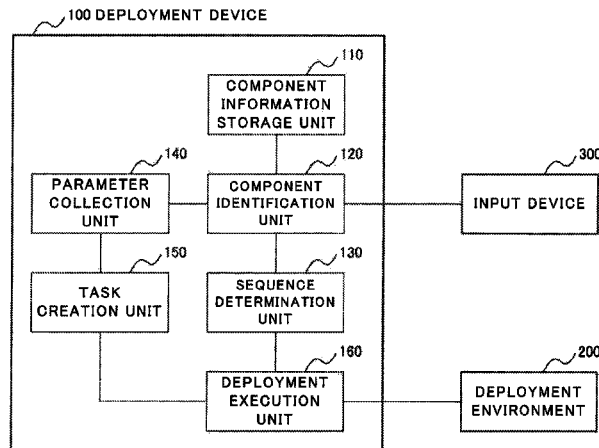 100 DEPLOYMENT DEVICE
110
COMPONENT
INFORMATION
STORAGE UNIT
140
PARAMETER
COLLECTION
UNIT
120
COMPONENT
IDENTIFICATION
UNIT
300
INPUT DEVICE
150
TASK
CREATION UNIT
130
SEQUENCE
DETERMINATION
UNIT
160
DEPLOYMENT
EXECUTION
UNIT
200
DEPLOYMENT
ENVIRONMENT